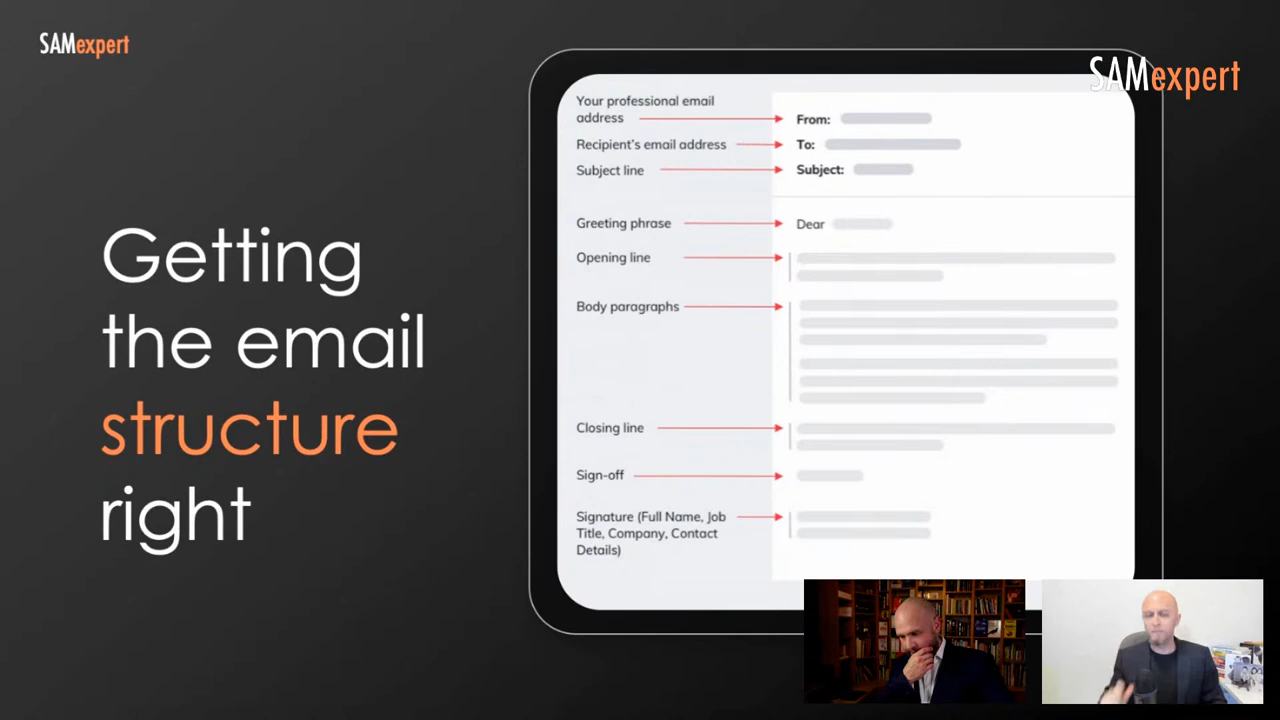 SAMexpert
SAMexpert
Getting
the email
structure
right
Your professional email
address
From:
Recipient's email address
To:
Subject line
Subject:
Greeting phrase
Dear
Opening line
Body paragraphs
Closing line
Sign-off
Signature (Full Name, Job
Title, Company, Contact
Details)